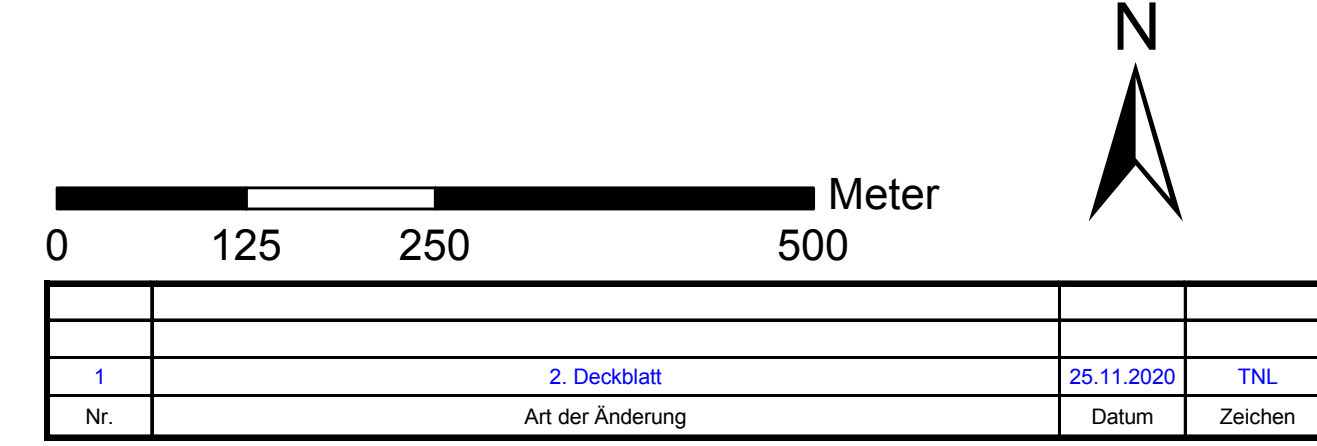 N
Meter
0 125 250 500
1 2. Deckblatt 25.11.2020 TNL
Nr. Art der Änderung Datum Zeichen